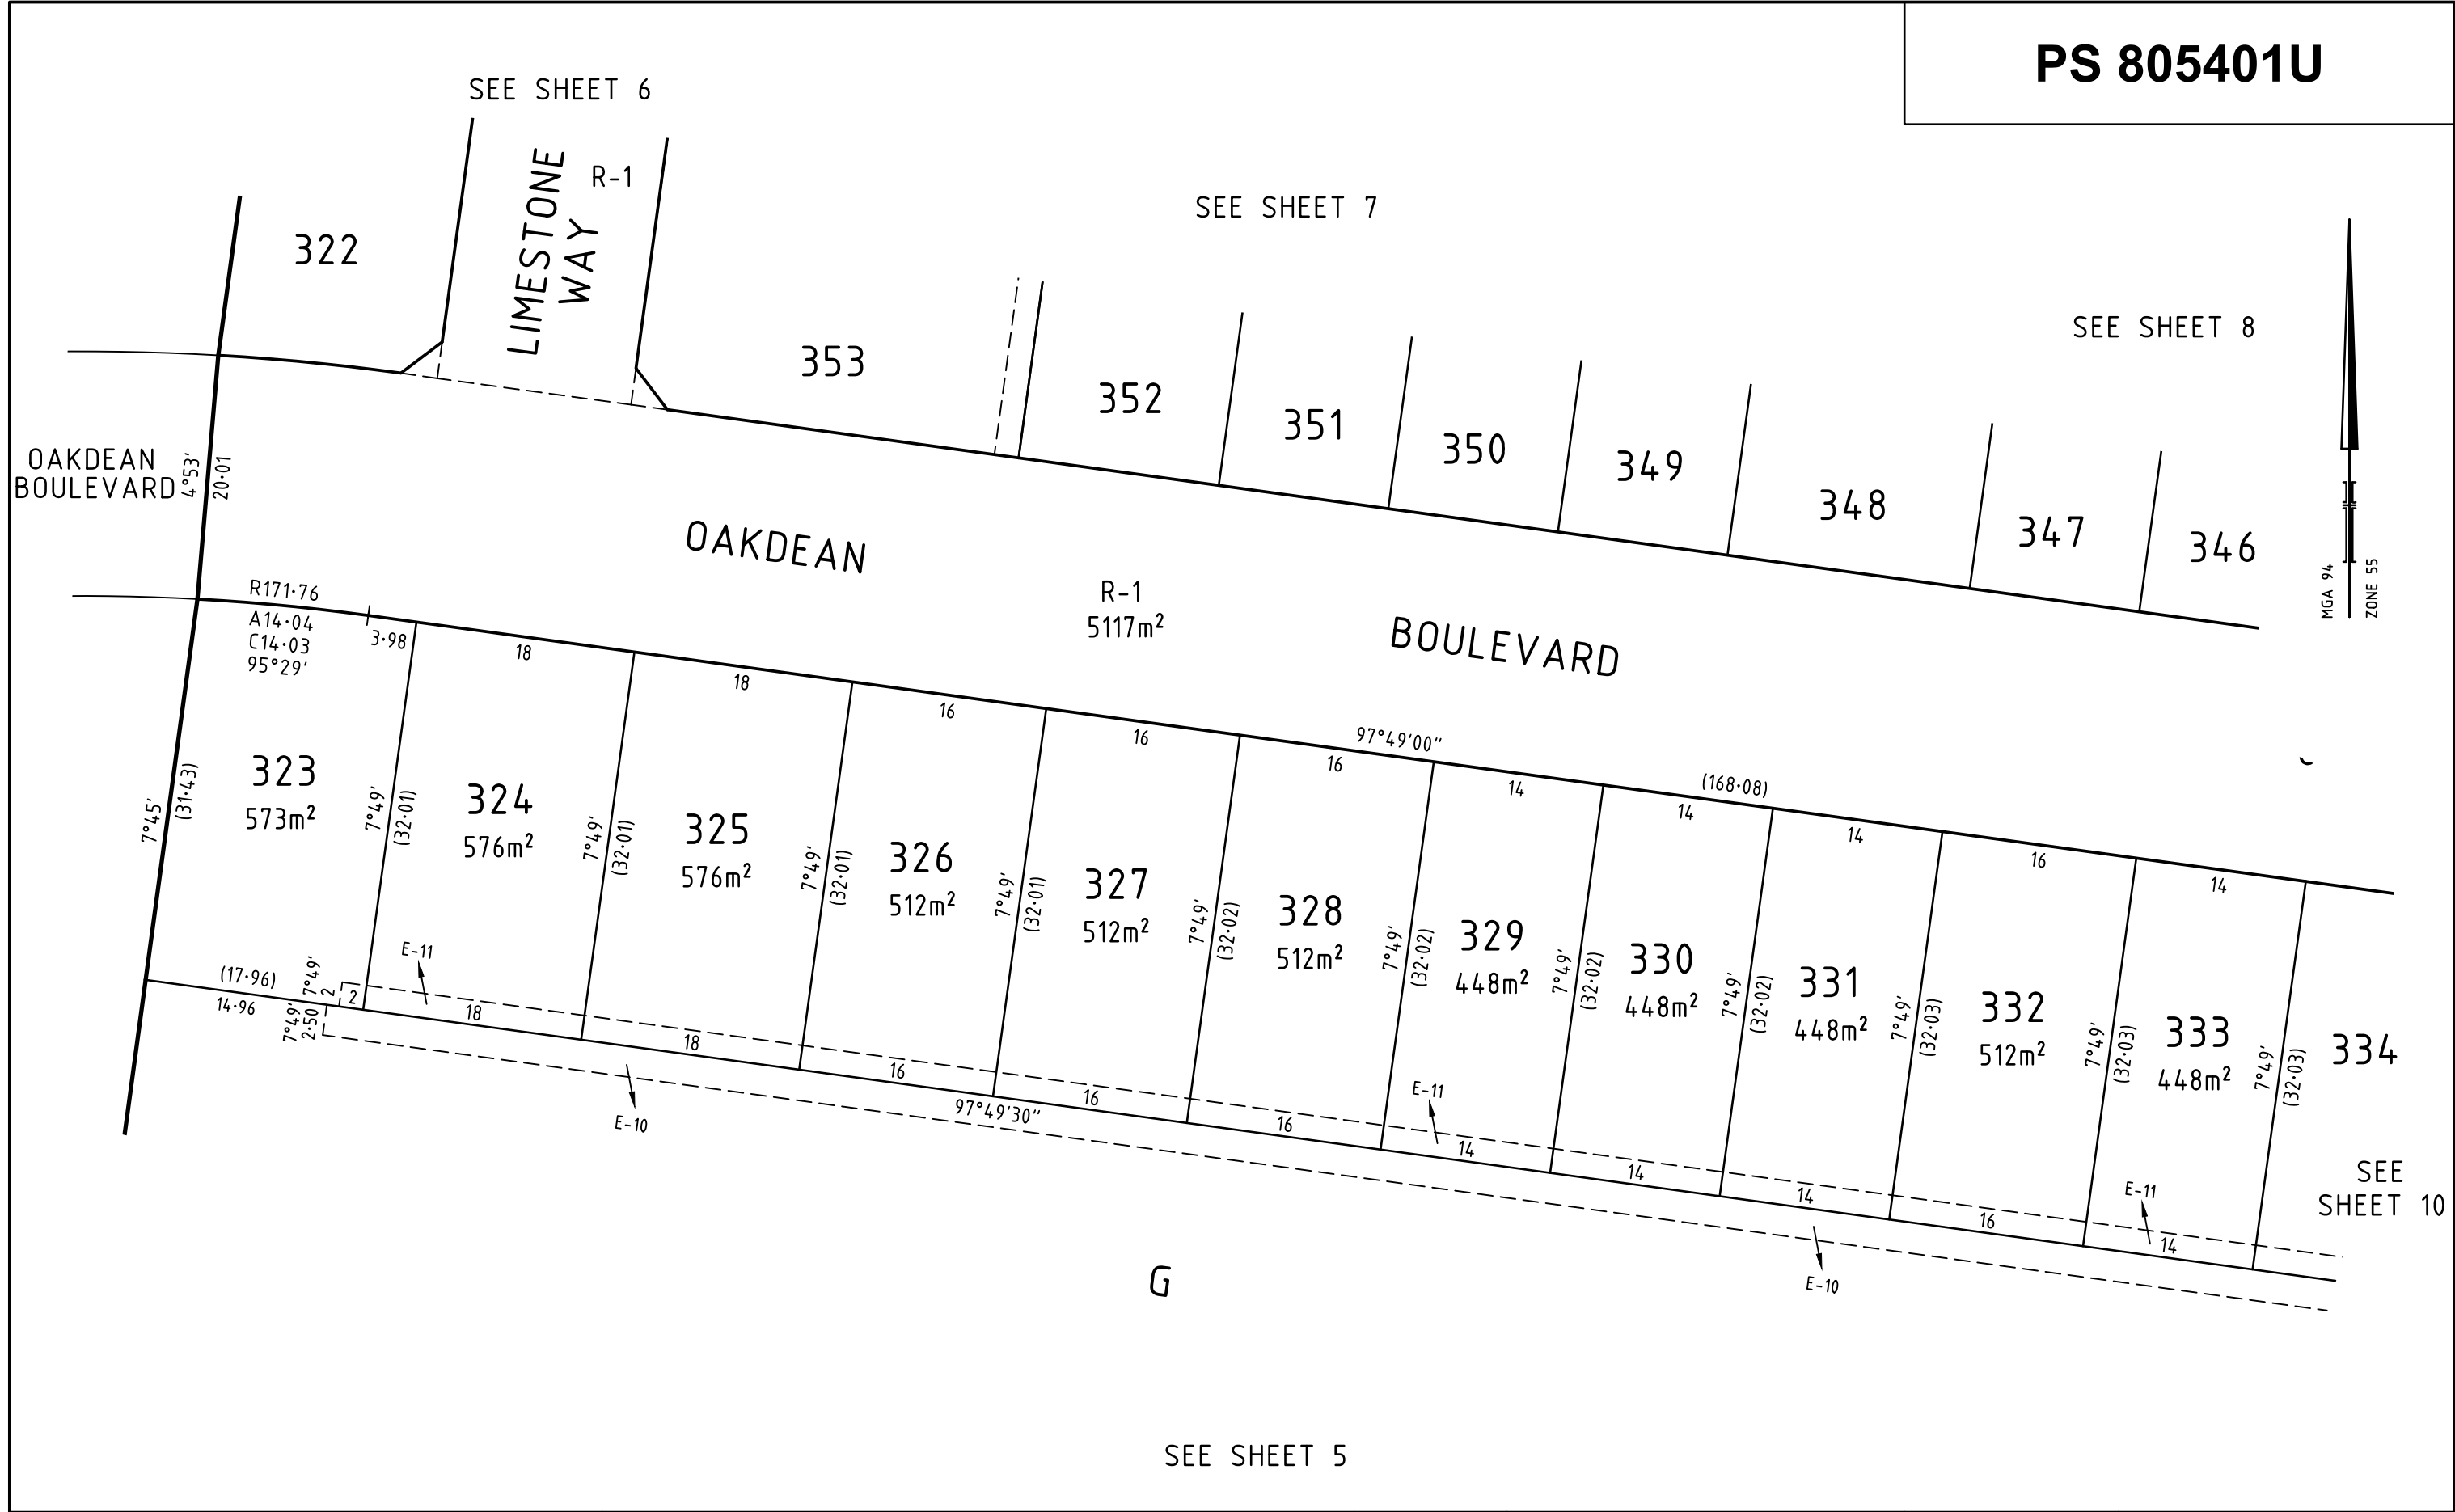 PS 805401U
SEE SHEET 6
LIMESTONE
WAY
R-1
SEE SHEET 7
SEE SHEET 8
322
353
352
351
350
349
348
347
346
MGA 94
ZONE 55
OAKDEAN
BOULEVARD
4°53'
20·01
OAKDEAN
R-1
5117m²
BOULEVARD
R171·76
A14·04
C14·03
95°29'
3·98
18
18
16
16
16
97°49'00"
14
14
(168·08)
14
16
14
7°45'
(31·43)
323
573m²
7°49'
(32·01)
324
576m²
7°49'
(32·01)
325
576m²
7°49'
(32·01)
326
512m²
7°49'
(32·01)
327
512m²
7°49'
(32·02)
328
512m²
7°49'
(32·02)
329
448m²
7°49'
(32·02)
330
448m²
7°49'
(32·02)
331
448m²
7°49'
(32·03)
332
512m²
7°49'
(32·03)
333
448m²
7°49'
(32·03)
334
E-11
(17·96)
14·96
7°49'
2
2
7°49'
2·50
18
18
16
16
16
E-11
14
14
14
16
E-11
14
E-10
97°49'30"
E-10
SEE
SHEET 10
G
SEE SHEET 5